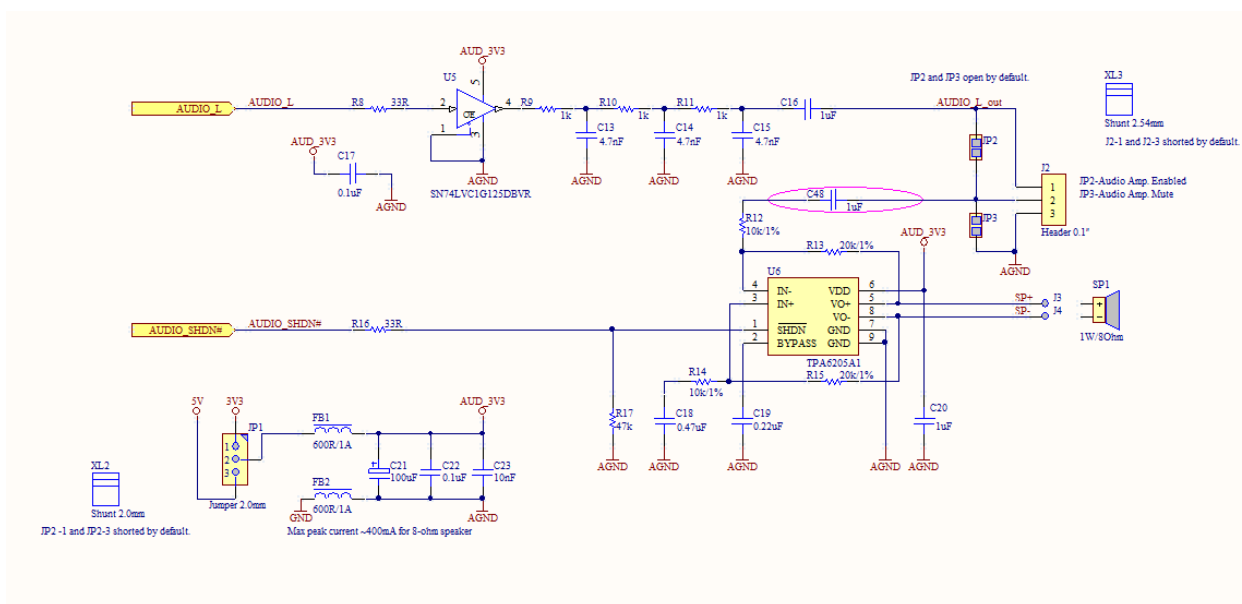 AUD_3V3
U5
JP2 and JP3 open by default.
XL3
AUDIO_L
AUDIO_L
R8
33R
2
5
4
OE
1
3
R9
1k
R10
1k
R11
1k
C16
1uF
AUDIO_L_out
Shunt 2.54mm
J2-1 and J2-3 shorted by default.
C13
4.7nF
C14
4.7nF
C15
4.7nF
JP2
AUD_3V3
C17
0.1uF
AGND
AGND
SN74LVC1G125DBVR
AGND
AGND
AGND
J2
1
2
3
Header 0.1"
JP2-Audio Amp. Enabled
JP3-Audio Amp. Mute
C48
1uF
JP3
AGND
R12
10k/1%
R13
20k/1%
AUD_3V3
U6
4
IN-
3
IN+
1
SHDN
2
BYPASS
VDD
6
VO+
5
VO-
8
GND
7
GND
9
TPA6205A1
SP+
J3
SP-
J4
SP1
+
-
1W/8Ohm
AUDIO_SHDN#
AUDIO_SHDN#
R16
33R
R14
10k/1%
R15
20k/1%
R17
47k
C18
0.47uF
C19
0.22uF
C20
1uF
AGND
AGND
AGND
AGND
AGND
5V
3V3
JP1
1
2
3
Jumper 2.0mm
FB1
600R/1A
AUD_3V3
C21
100uF
C22
0.1uF
C23
10nF
FB2
600R/1A
GND
AGND
XL2
Shunt 2.0mm
JP2 -1 and JP2-3 shorted by default.
Max peak current ~400mA for 8-ohm speaker